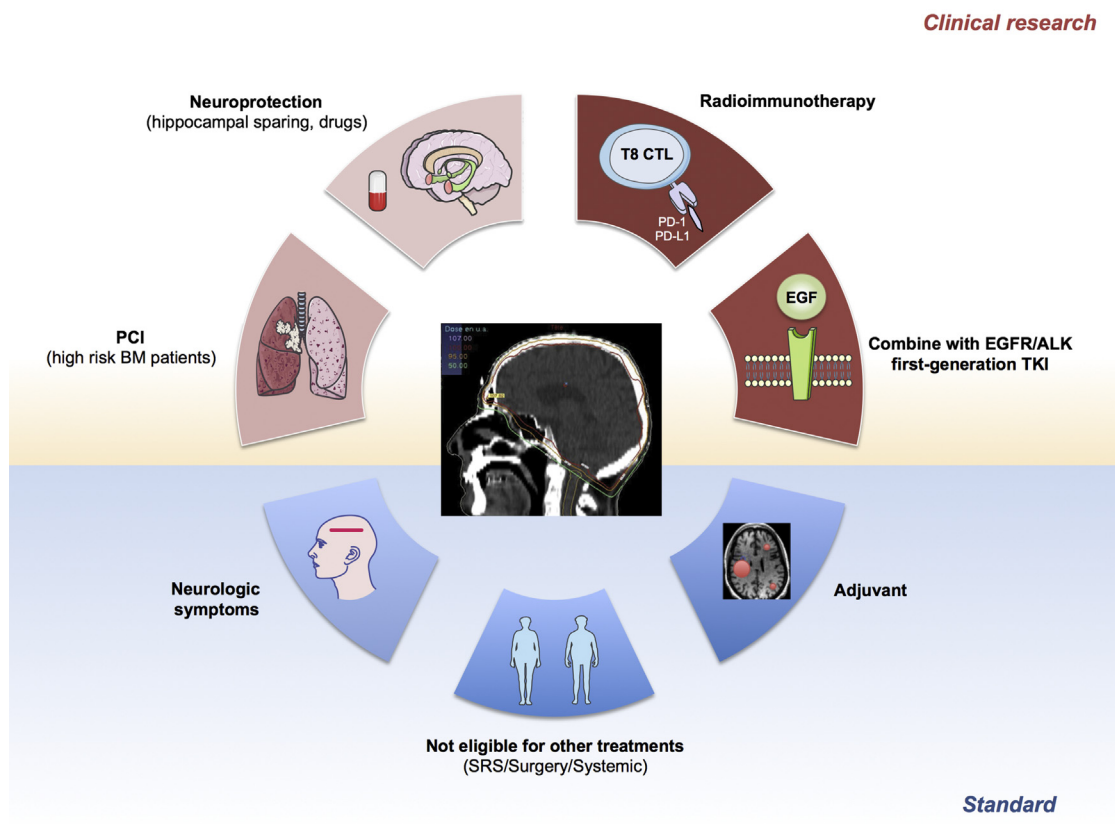 Clinical research
Neuroprotection
(hippocampal sparing, drugs)
Radioimmunotherapy
T8 CTL
PD-1
PD-L1
PCI
(high risk BM patients)
EGF
Combine with EGFR/ALK
first-generation TKI
Dose en u.a.
107.00
95.00
50.00
Neurologic
symptoms
Adjuvant
Not eligible for other treatments
(SRS/Surgery/Systemic)
Standard